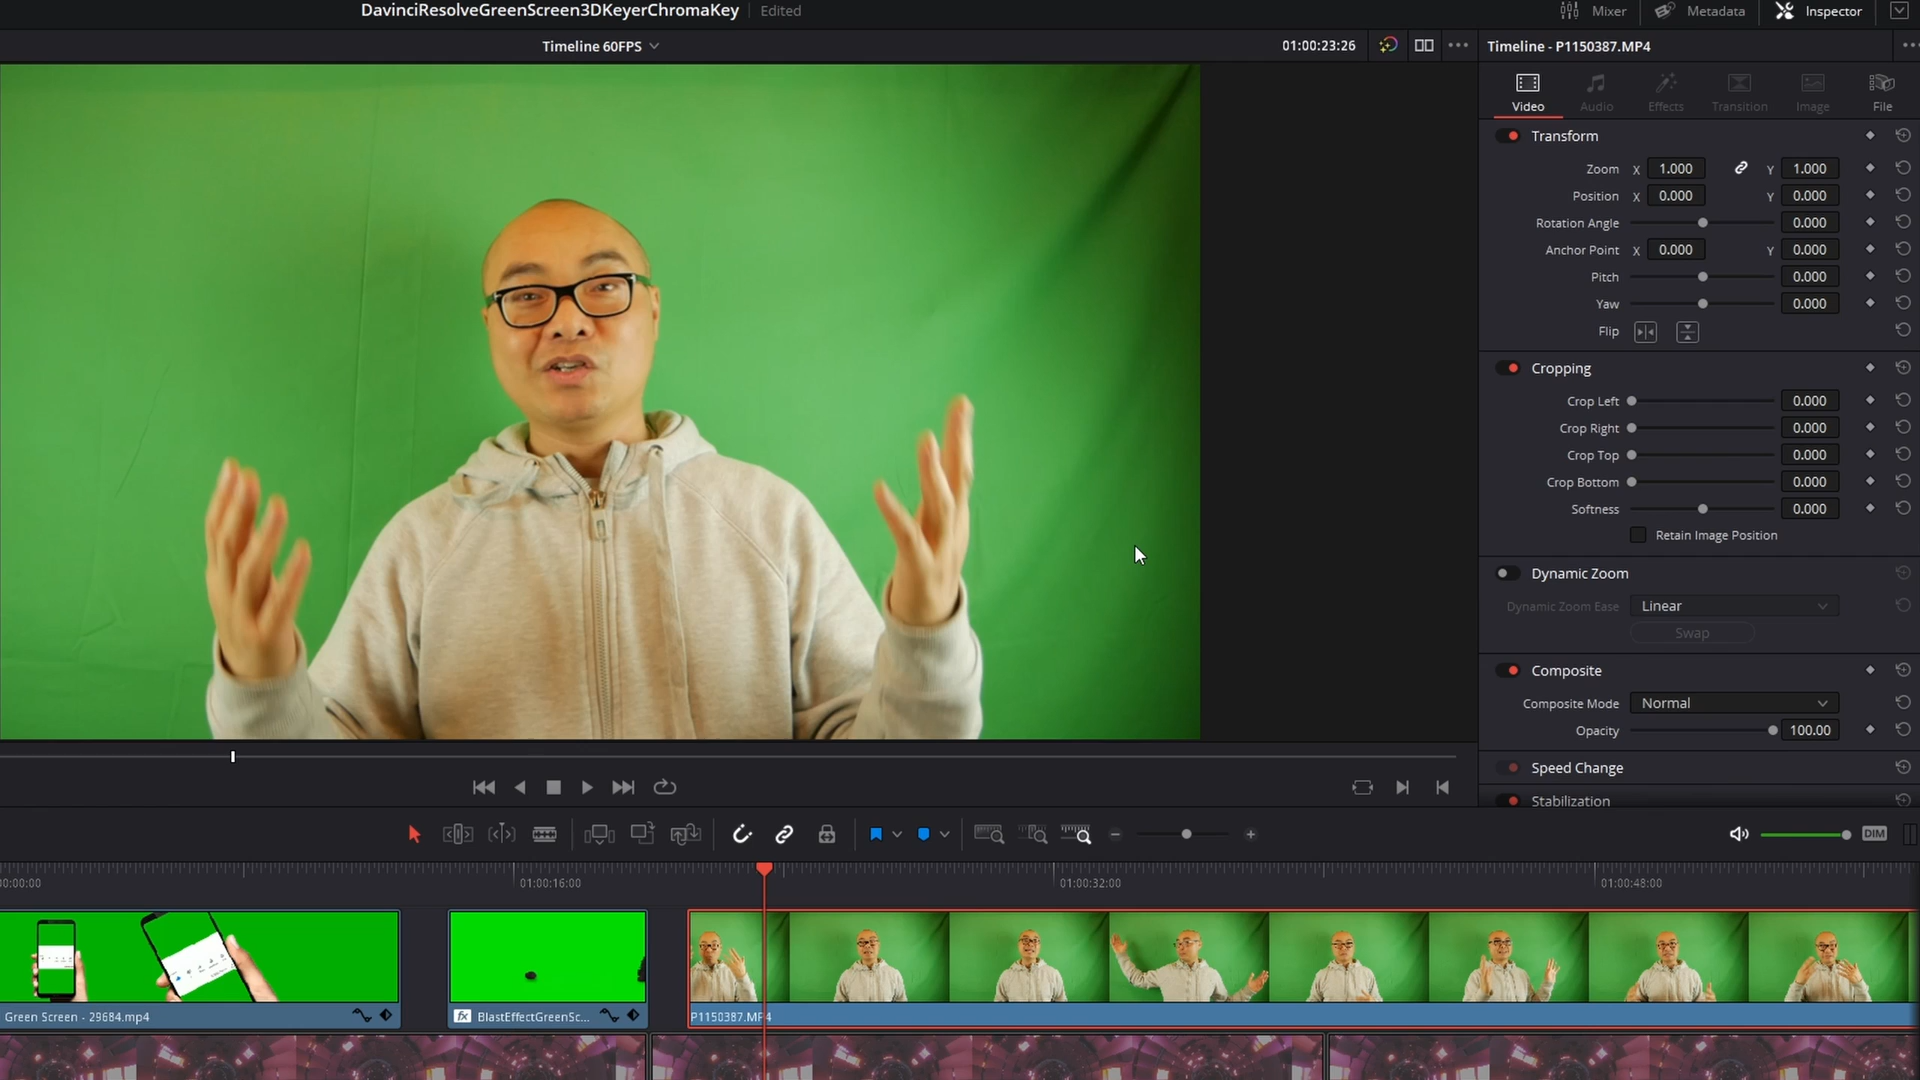 DavinciResolveGreenScreen3DKeyerChromaKey Edited
Mixer Metadata Inspector
Timeline 60FPS 01:00:23:26
Timeline - P1150387.MP4
Video Audio Effects Transition Image File
Transform
Zoom X 1.000 Y 1.000
Position X 0.000 Y 0.000
Rotation Angle 0.000
Anchor Point X 0.000 Y 0.000
Pitch 0.000
Yaw 0.000
Flip
Cropping
Crop Left 0.000
Crop Right 0.000
Crop Top 0.000
Crop Bottom 0.000
Softness 0.000
Retain Image Position
Dynamic Zoom
Dynamic Zoom Ease Linear
Swap
Composite
Composite Mode Normal
Opacity 100.00
Speed Change
Stabilization
DIM
00:00:00 01:00:16:00 01:00:32:00 01:00:48:00
Green Screen - 29684.mp4
fx BlastEffectGreenSc...
P1150387.MP4